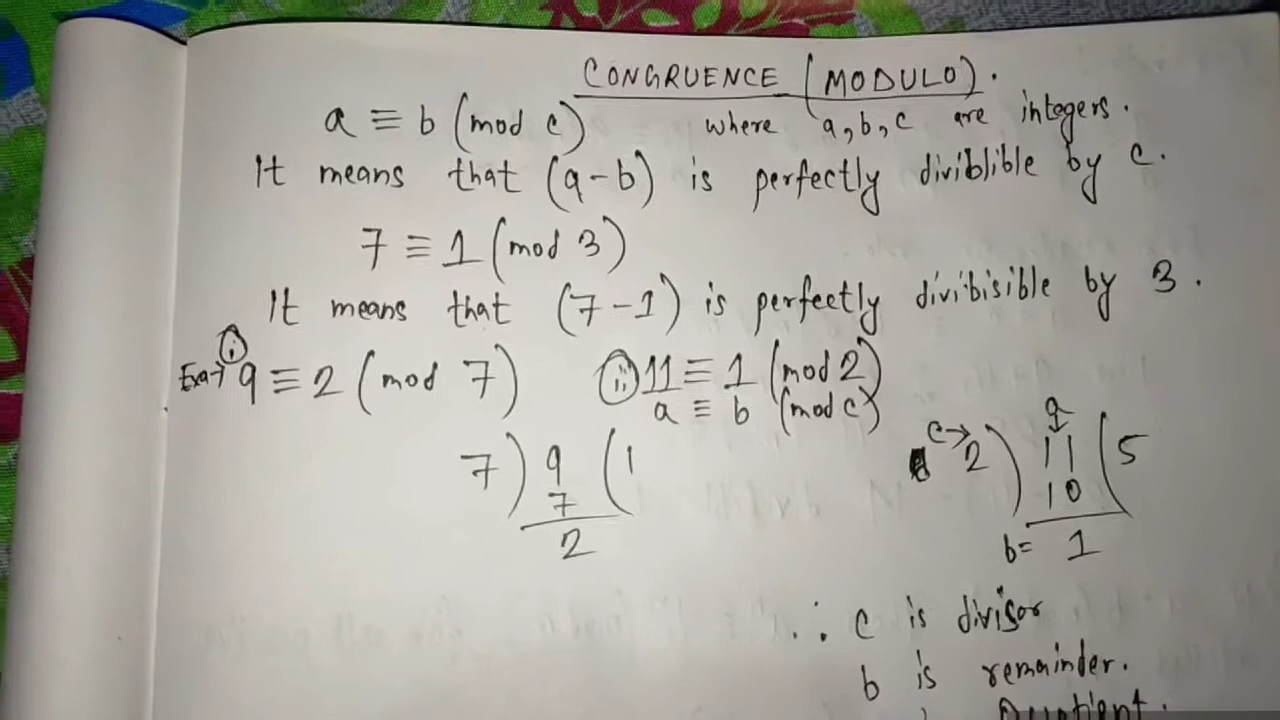 CONGRUENCE (MODULO).
a ≡ b (mod c) where a, b, c are integers.
It means that (a-b) is perfectly diviblible by c.
7 ≡ 1 (mod 3)
It means that (7-1) is perfectly divibisible by 3.
Exa→ (i) 9 ≡ 2 (mod 7) (ii) 11 ≡ 1 (mod 2)
a ≡ b (mod c)
7 ) 9 ( 1
7
2
a
c→ 2 ) 11 ( 5
10
b= 1
∴ c is divisor
b is remainder.
Quotient.